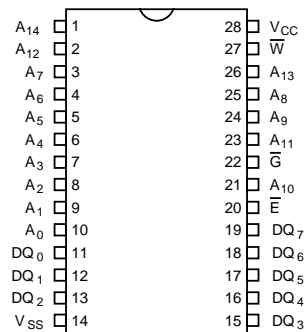 A14 1 28 VCC
A12 2 27 W̅
A7 3 26 A13
A6 4 25 A8
A5 5 24 A9
A4 6 23 A11
A3 7 22 G̅
A2 8 21 A10
A1 9 20 E̅
A0 10 19 DQ7
DQ0 11 18 DQ6
DQ1 12 17 DQ5
DQ2 13 16 DQ4
VSS 14 15 DQ3